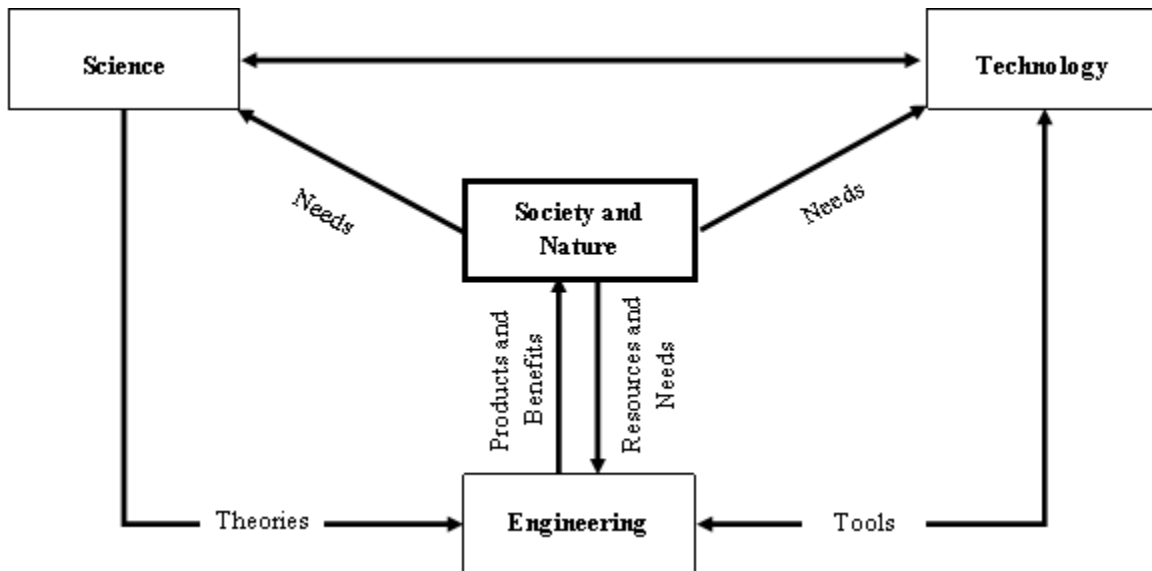 Science
Technology
Needs
Needs
Society and
Nature
Products and
Benefits
Resources and
Needs
Theories
Engineering
Tools